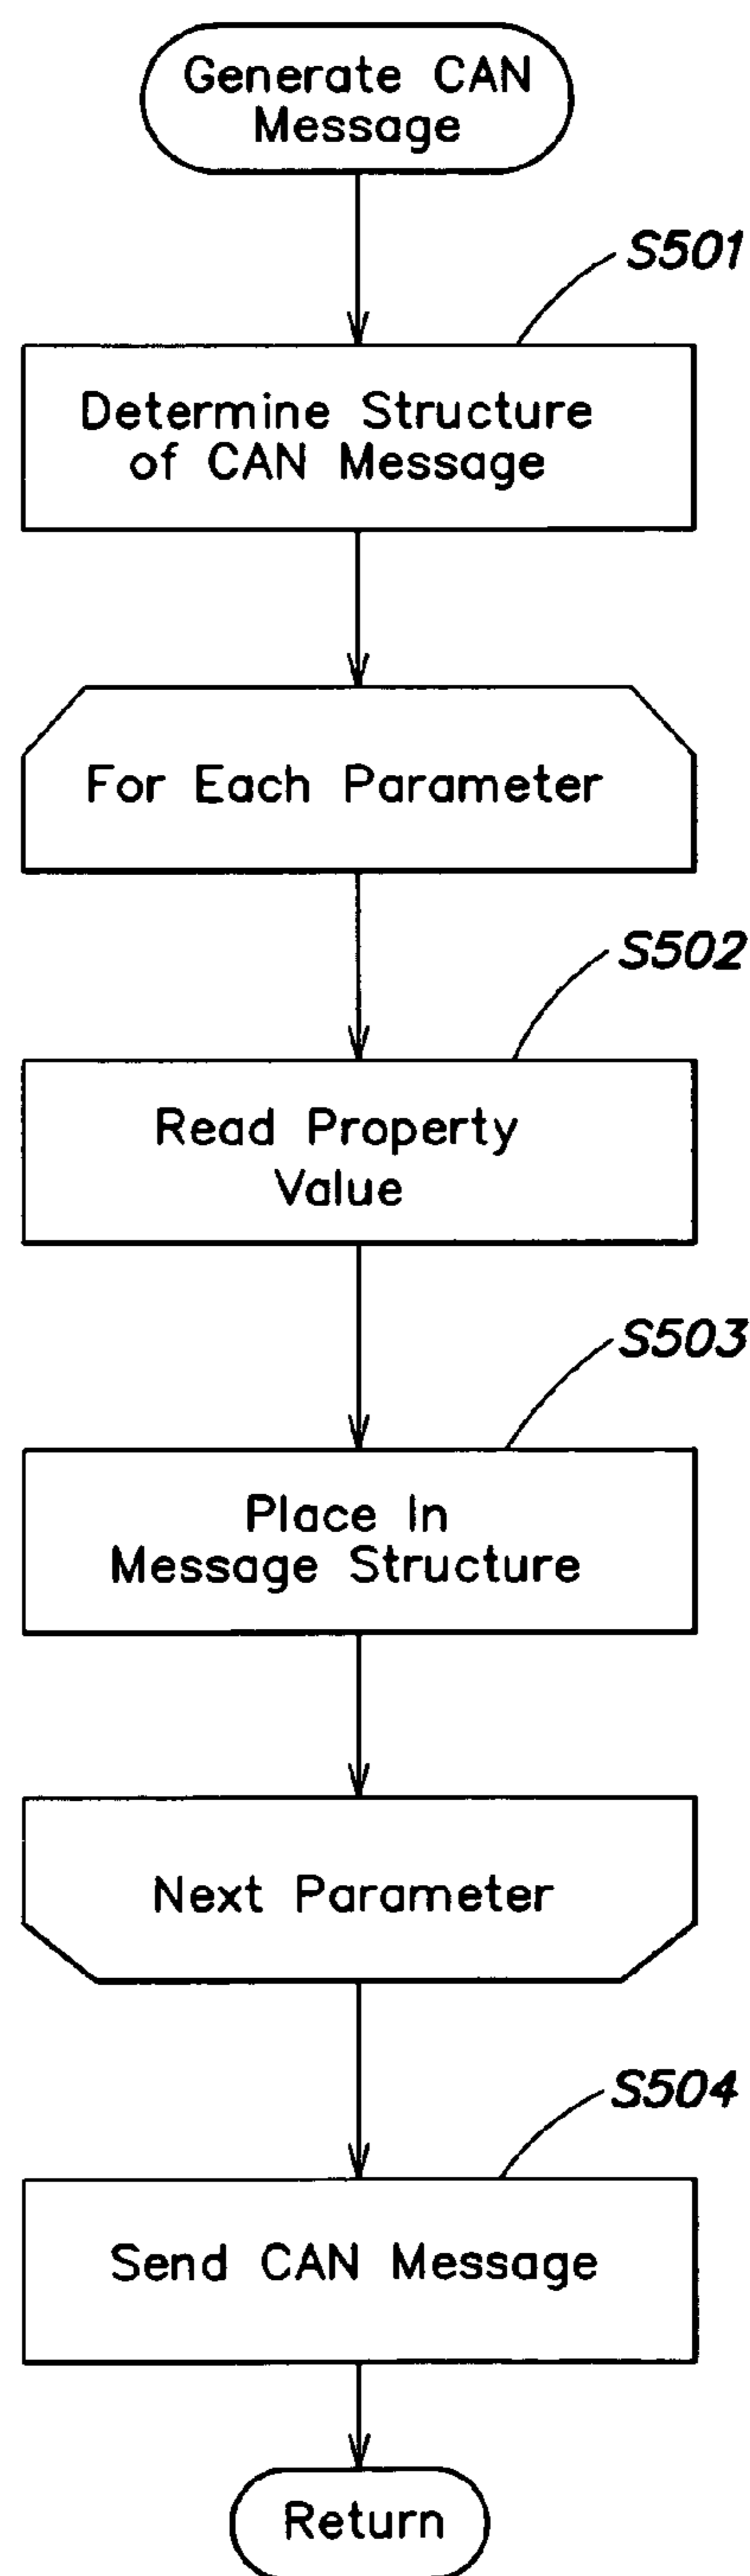 Generate CAN
Message
S501
Determine Structure
of CAN Message
For Each Parameter
S502
Read Property
Value
S503
Place In
Message Structure
Next Parameter
S504
Send CAN Message
Return